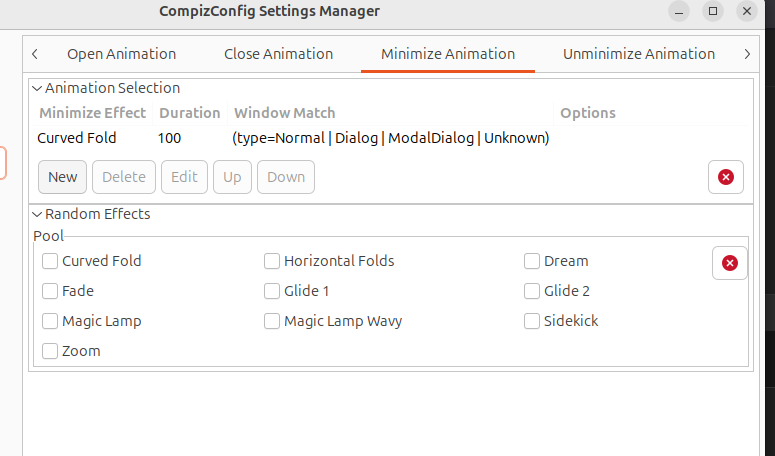 CompizConfig Settings Manager
Open Animation Close Animation Minimize Animation Unminimize Animation
Animation Selection
Minimize Effect Duration Window Match Options
Curved Fold 100 (type=Normal | Dialog | ModalDialog | Unknown)
New Delete Edit Up Down
Random Effects
Pool
Curved Fold Horizontal Folds Dream
Fade Glide 1 Glide 2
Magic Lamp Magic Lamp Wavy Sidekick
Zoom